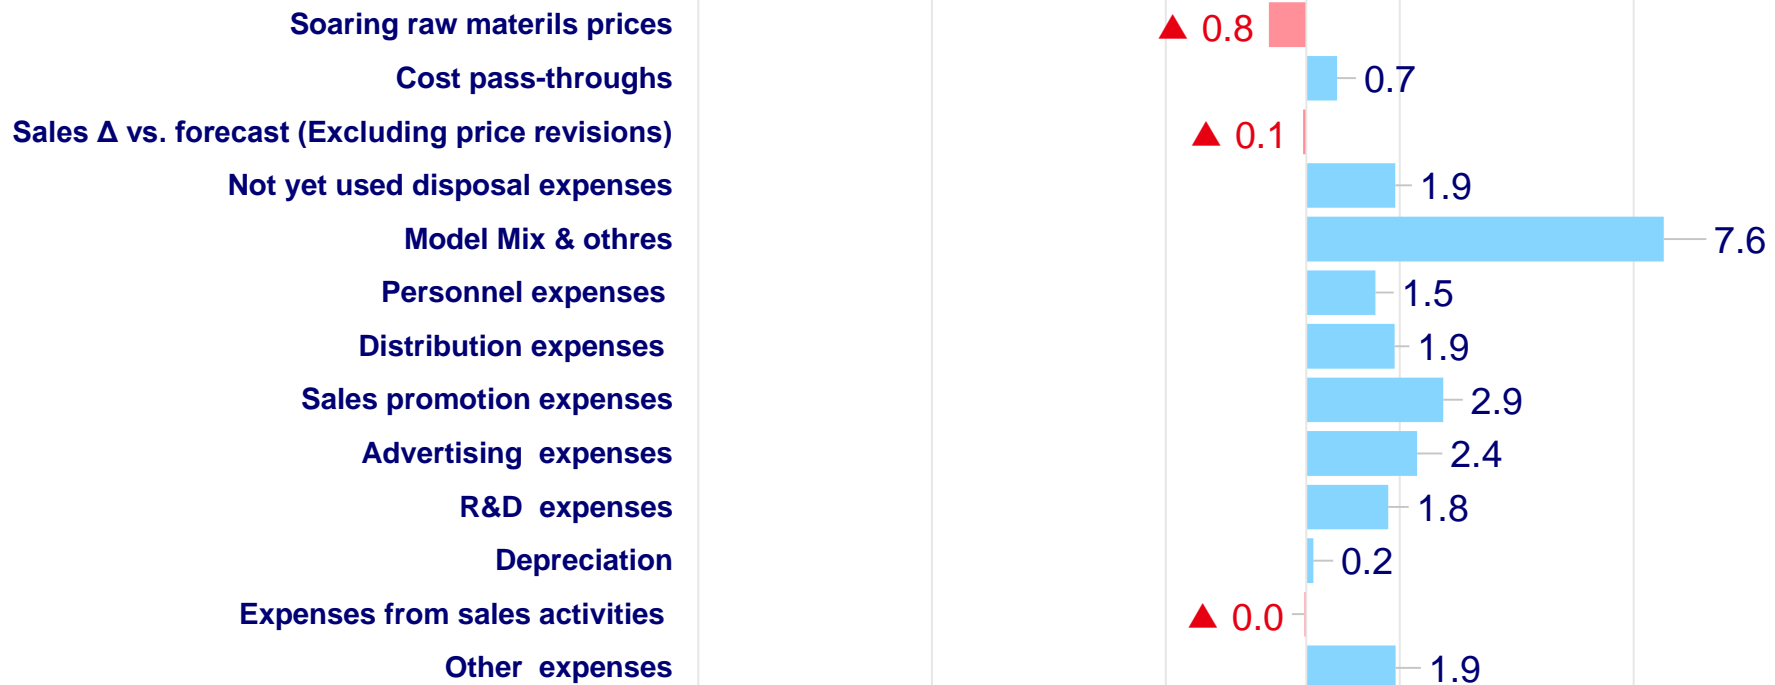 Soaring raw materils prices ▲ 0.8
Cost pass-throughs 0.7
Sales Δ vs. forecast (Excluding price revisions) ▲ 0.1
Not yet used disposal expenses 1.9
Model Mix & othres 7.6
Personnel expenses 1.5
Distribution expenses 1.9
Sales promotion expenses 2.9
Advertising expenses 2.4
R&D expenses 1.8
Depreciation 0.2
Expenses from sales activities ▲ 0.0
Other expenses 1.9